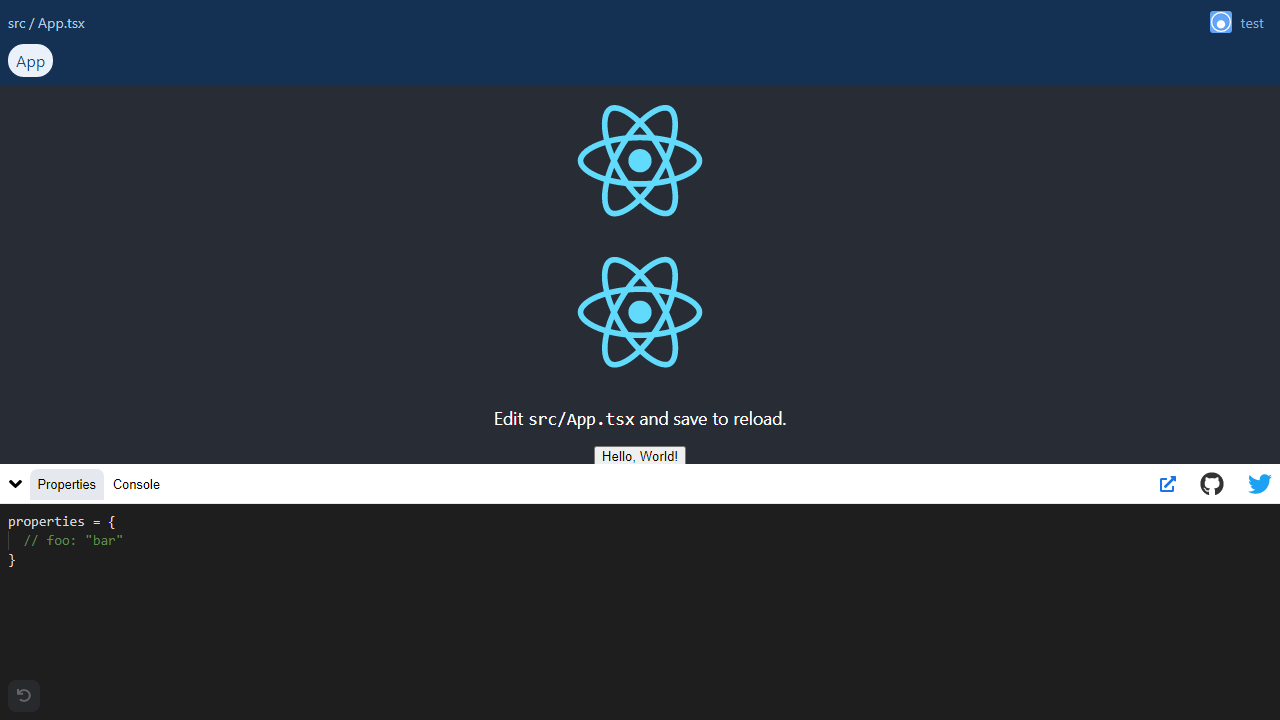 src / App.tsx
test
App
Edit src/App.tsx and save to reload.
Hello, World!
Properties
Console
properties = {
// foo: "bar"
}